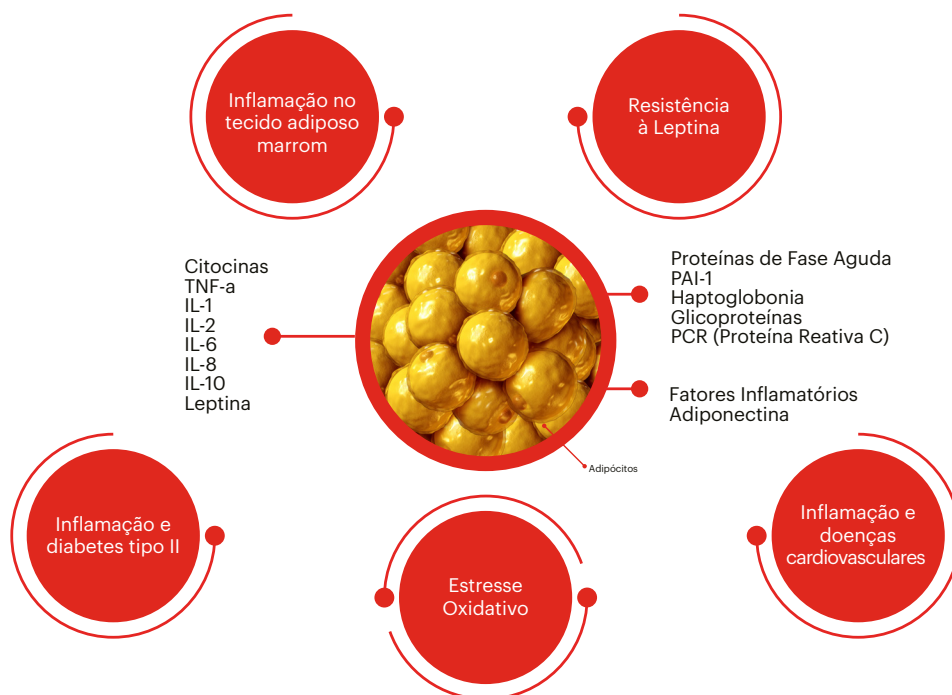 Inflamação no
tecido adiposo
marrom
Resistência
à Leptina
Citocinas
TNF-a
IL-1
IL-2
IL-6
IL-8
IL-10
Leptina
Proteínas de Fase Aguda
PAI-1
Haptoglobonia
Glicoproteínas
PCR (Proteína Reativa C)
Fatores Inflamatórios
Adiponectina
Adipócitos
Inflamação e
diabetes tipo II
Estresse
Oxidativo
Inflamação e
doenças
cardiovasculares